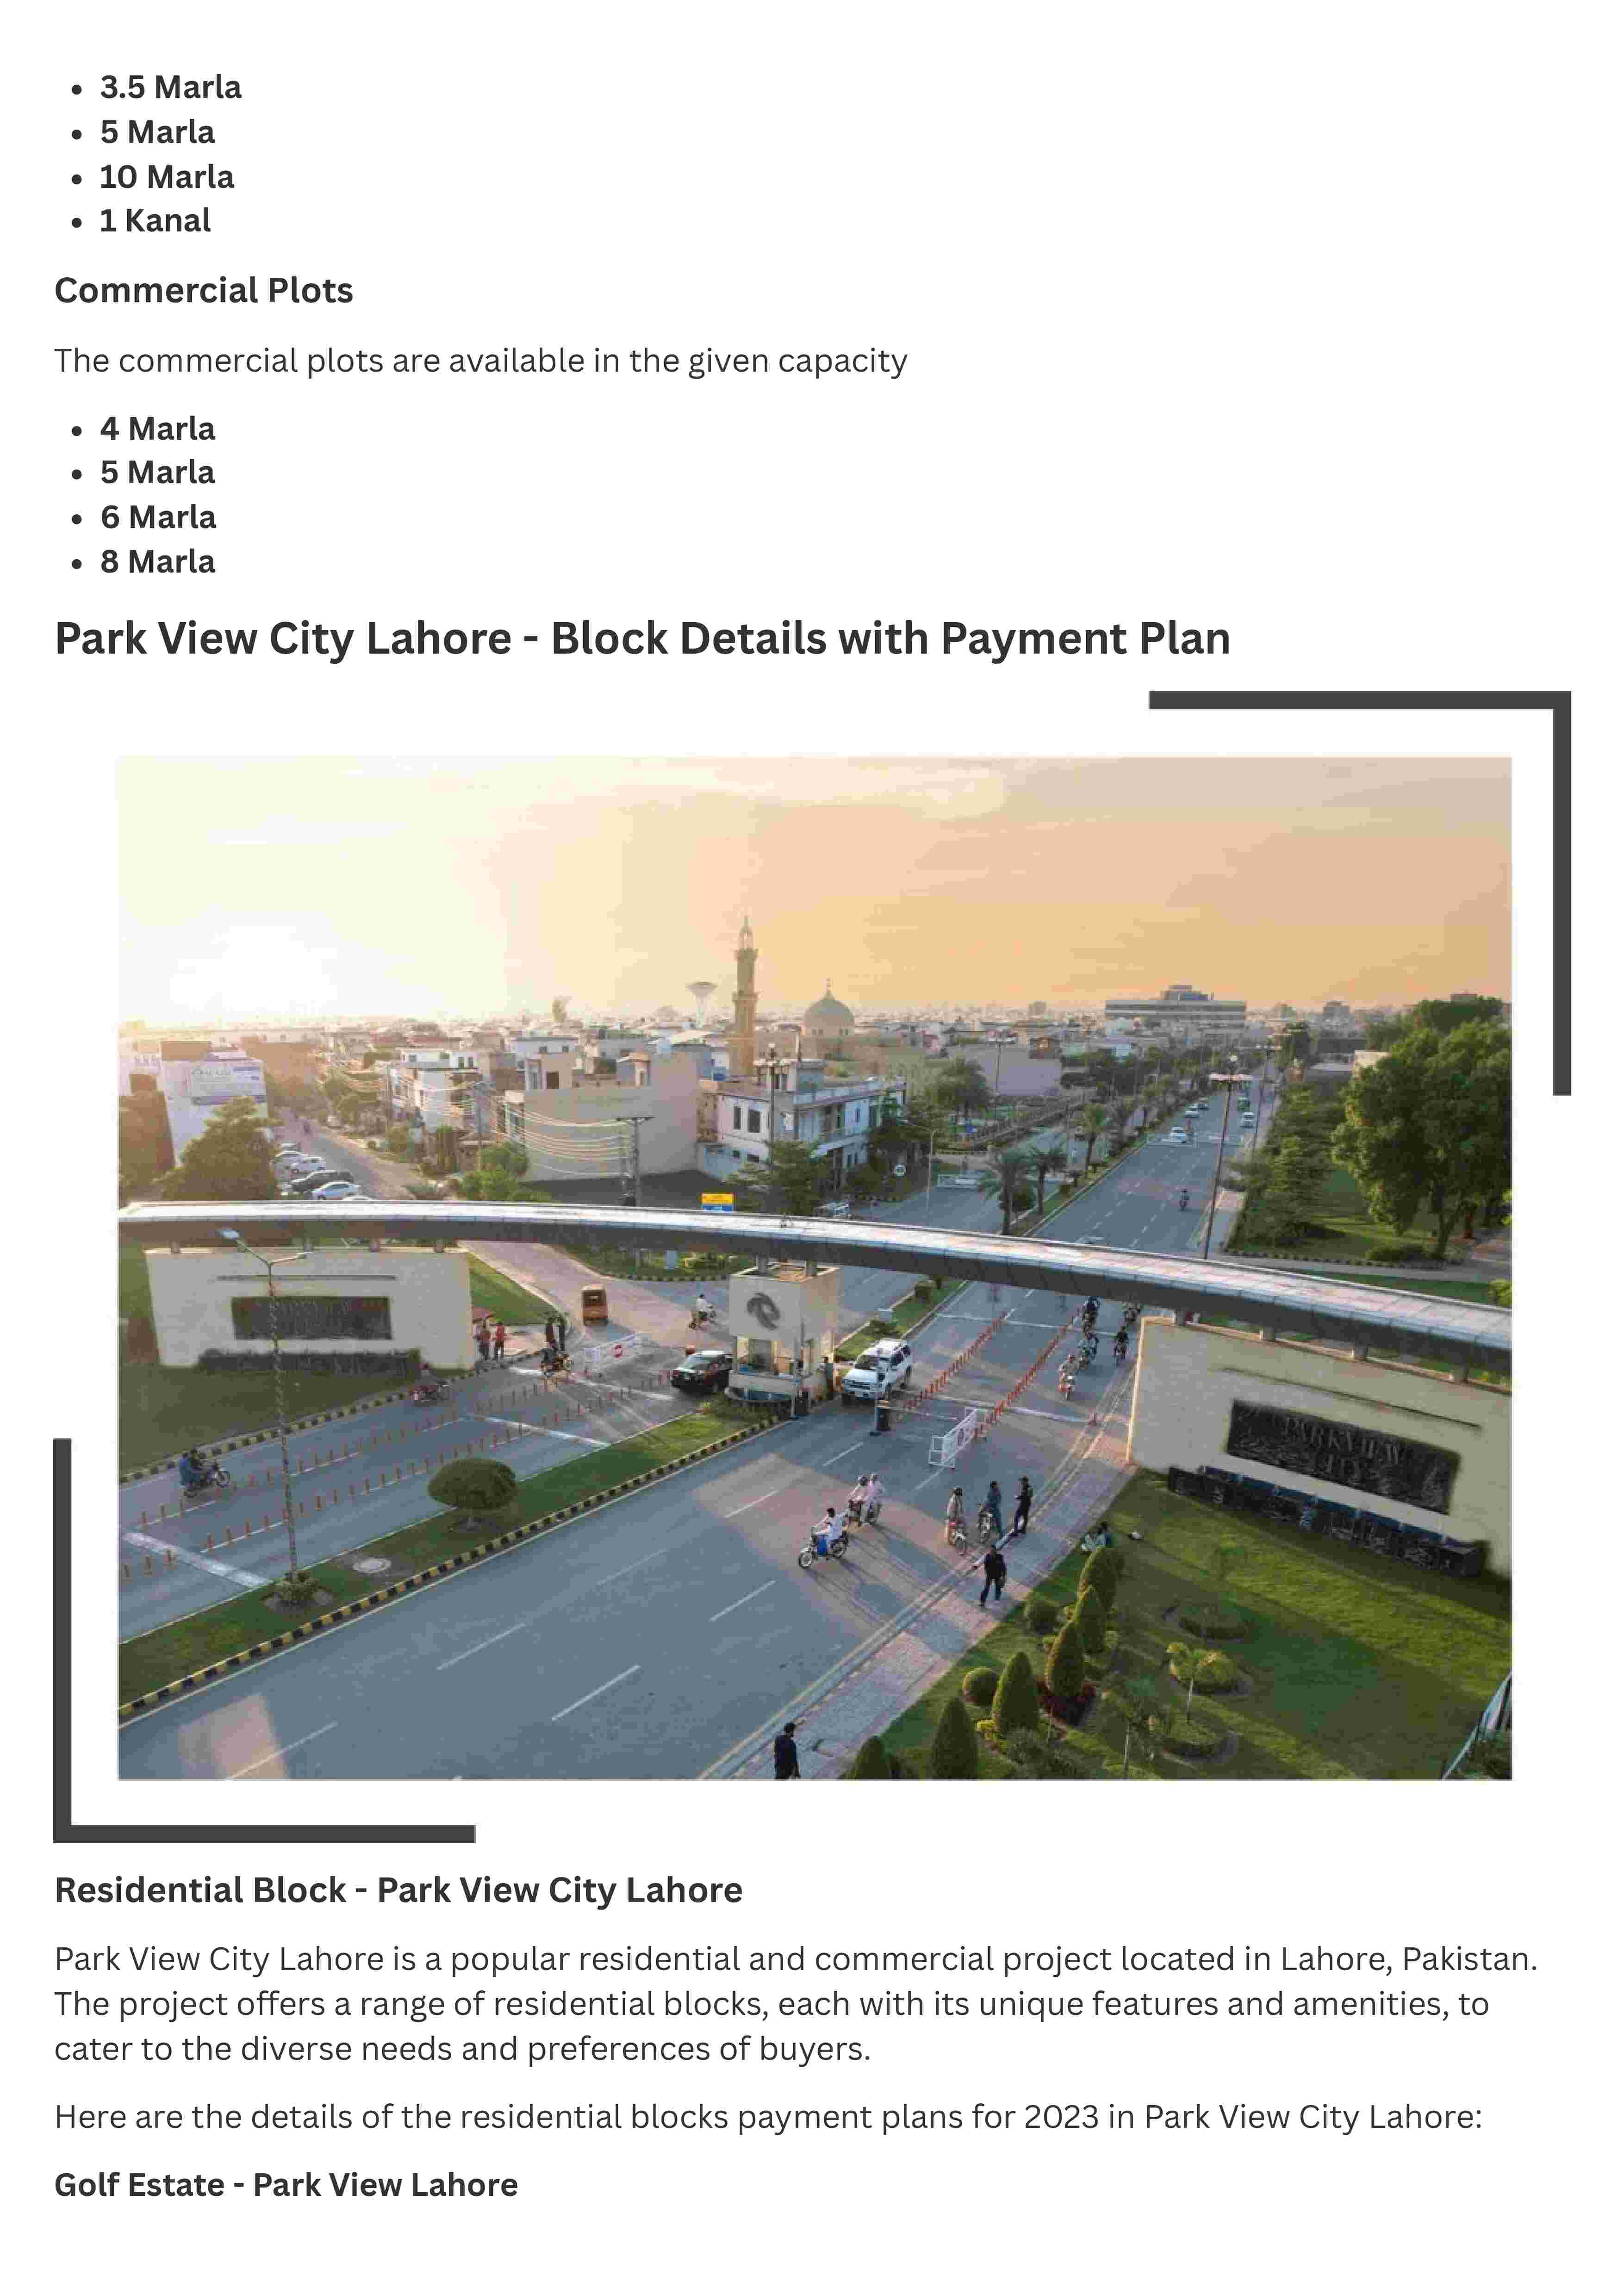 3.5 Marla
5 Marla
10 Marla
1 Kanal
Commercial Plots
The commercial plots are available in the given capacity
4 Marla
5 Marla
6 Marla
8 Marla
Park View City Lahore - Block Details with Payment Plan
PARKVIEW
CITY
Residential Block - Park View City Lahore
Park View City Lahore is a popular residential and commercial project located in Lahore, Pakistan.
The project offers a range of residential blocks, each with its unique features and amenities, to
cater to the diverse needs and preferences of buyers.
Here are the details of the residential blocks payment plans for 2023 in Park View City Lahore:
Golf Estate - Park View Lahore